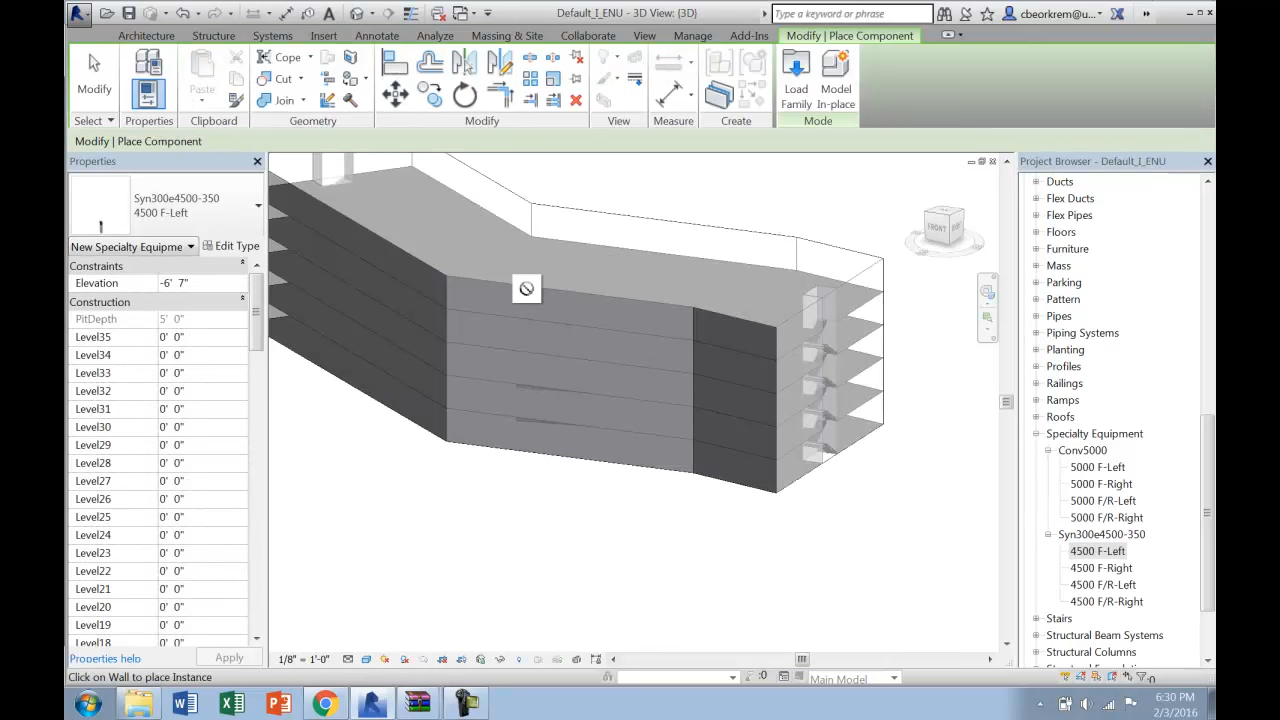 Default_I_ENU - 3D View: {3D}
Type a keyword or phrase
cbeorkrem_u...
Architecture Structure Systems Insert Annotate Analyze Massing & Site Collaborate View Manage Add-Ins Modify | Place Component
Modify
Paste
Cope
Cut
Join
Load Family
Model In-place
Select Properties Clipboard Geometry Modify View Measure Create Mode
Modify | Place Component
Properties
Syn300e4500-350
4500 F-Left
New Specialty Equipme
Edit Type
Constraints
Elevation -6' 7"
Construction
PitDepth 5' 0"
Level35 0' 0"
Level34 0' 0"
Level33 0' 0"
Level32 0' 0"
Level31 0' 0"
Level30 0' 0"
Level29 0' 0"
Level28 0' 0"
Level27 0' 0"
Level26 0' 0"
Level25 0' 0"
Level24 0' 0"
Level23 0' 0"
Level22 0' 0"
Level21 0' 0"
Level20 0' 0"
Level19 0' 0"
Level18 0' 0"
Properties help
Apply
FRONT
Project Browser - Default_I_ENU
Ducts
Flex Ducts
Flex Pipes
Floors
Furniture
Mass
Parking
Pattern
Pipes
Piping Systems
Planting
Profiles
Railings
Ramps
Roofs
Specialty Equipment
Conv5000
5000 F-Left
5000 F-Right
5000 F/R-Left
5000 F/R-Right
Syn300e4500-350
4500 F-Left
4500 F-Right
4500 F/R-Left
4500 F/R-Right
Stairs
Structural Beam Systems
Structural Columns
1/8" = 1'-0"
Click on Wall to place Instance
:0
Main Model
:0
6:30 PM
2/3/2016